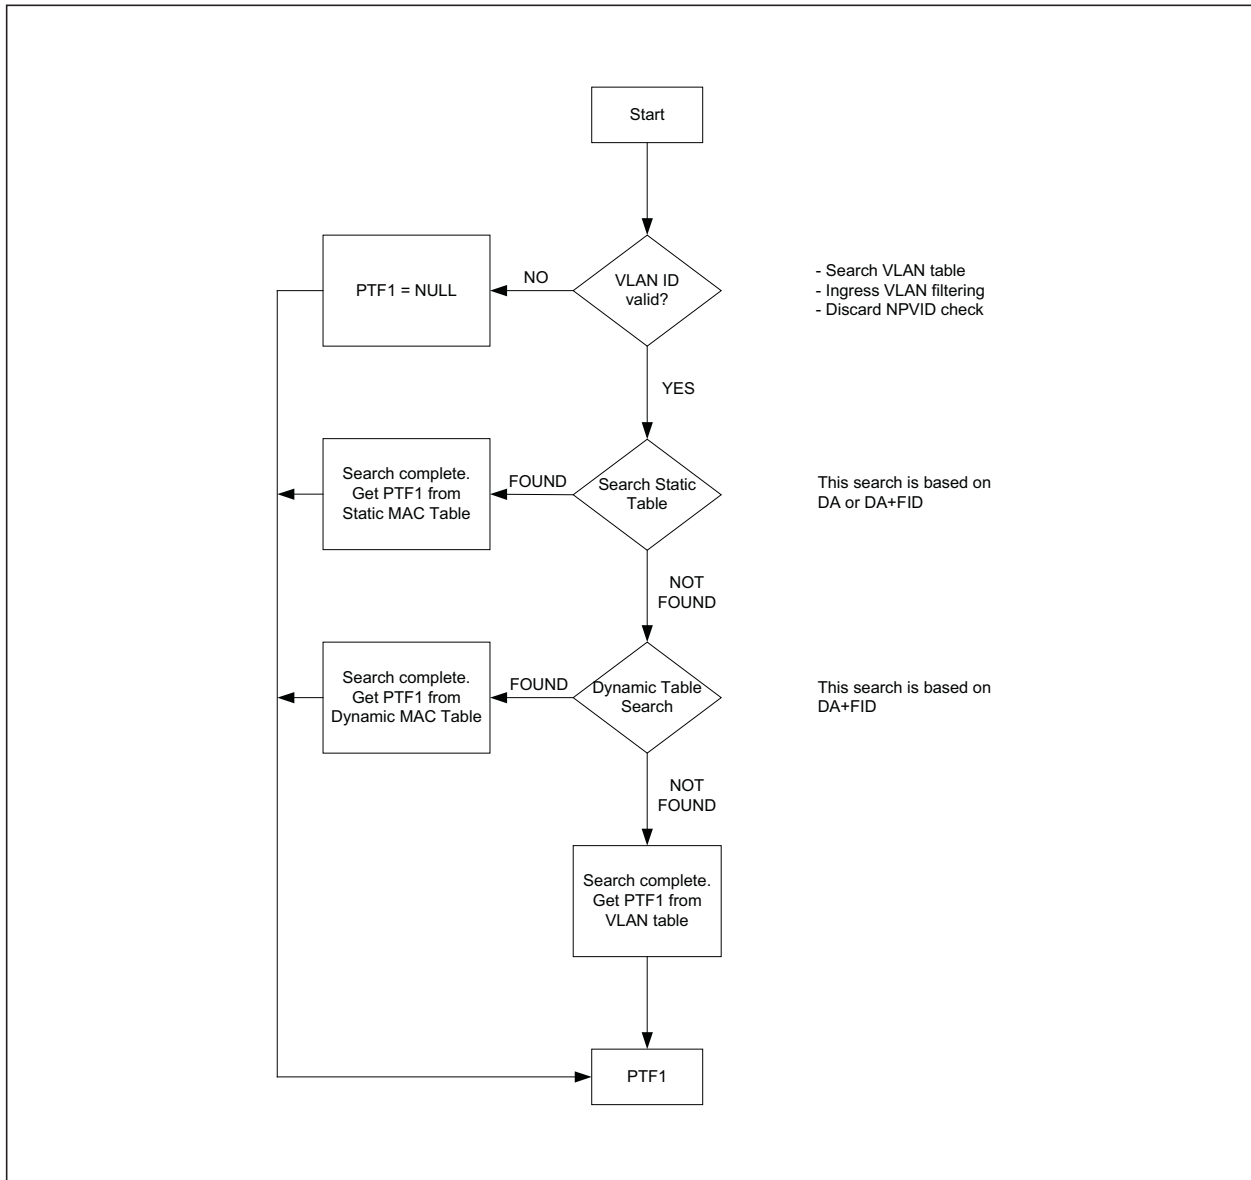 Start
NO
PTF1 = NULL
VLAN ID
valid?
- Search VLAN table
- Ingress VLAN filtering
- Discard NPVID check
YES
Search complete.
Get PTF1 from
Static MAC Table
FOUND
Search Static
Table
This search is based on
DA or DA+FID
NOT
FOUND
Search complete.
Get PTF1 from
Dynamic MAC Table
FOUND
Dynamic Table
Search
This search is based on
DA+FID
NOT
FOUND
Search complete.
Get PTF1 from
VLAN table
PTF1